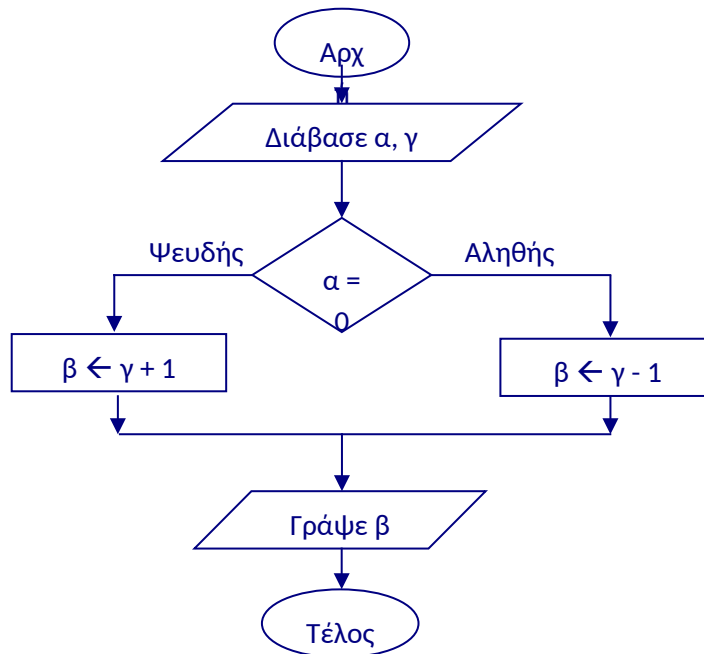 Αρχ
Διάβασε α, γ
Ψευδής
Αληθής
α =
0
β ← γ + 1
β ← γ - 1
Γράψε β
Τέλος